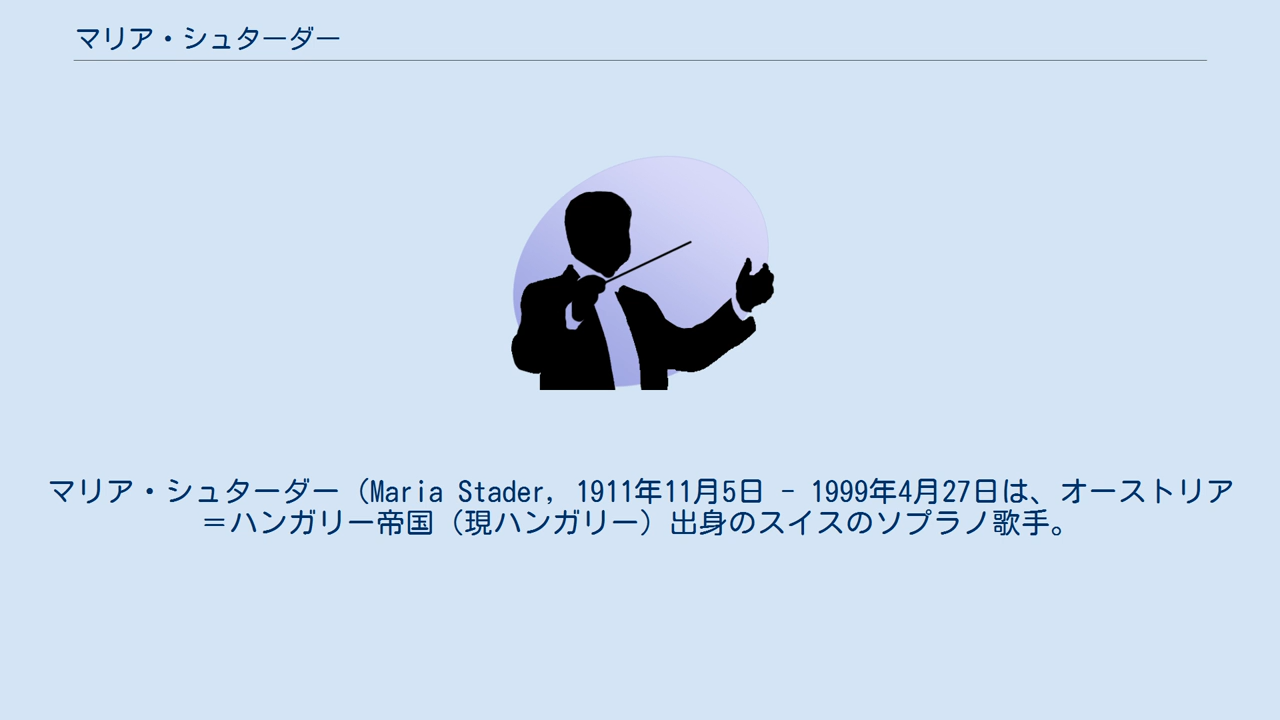 マリア・シュターダー
マリア・シュターダー（Maria Stader, 1911年11月5日 - 1999年4月27日は、オーストリア
＝ハンガリー帝国（現ハンガリー）出身のスイスのソプラノ歌手。